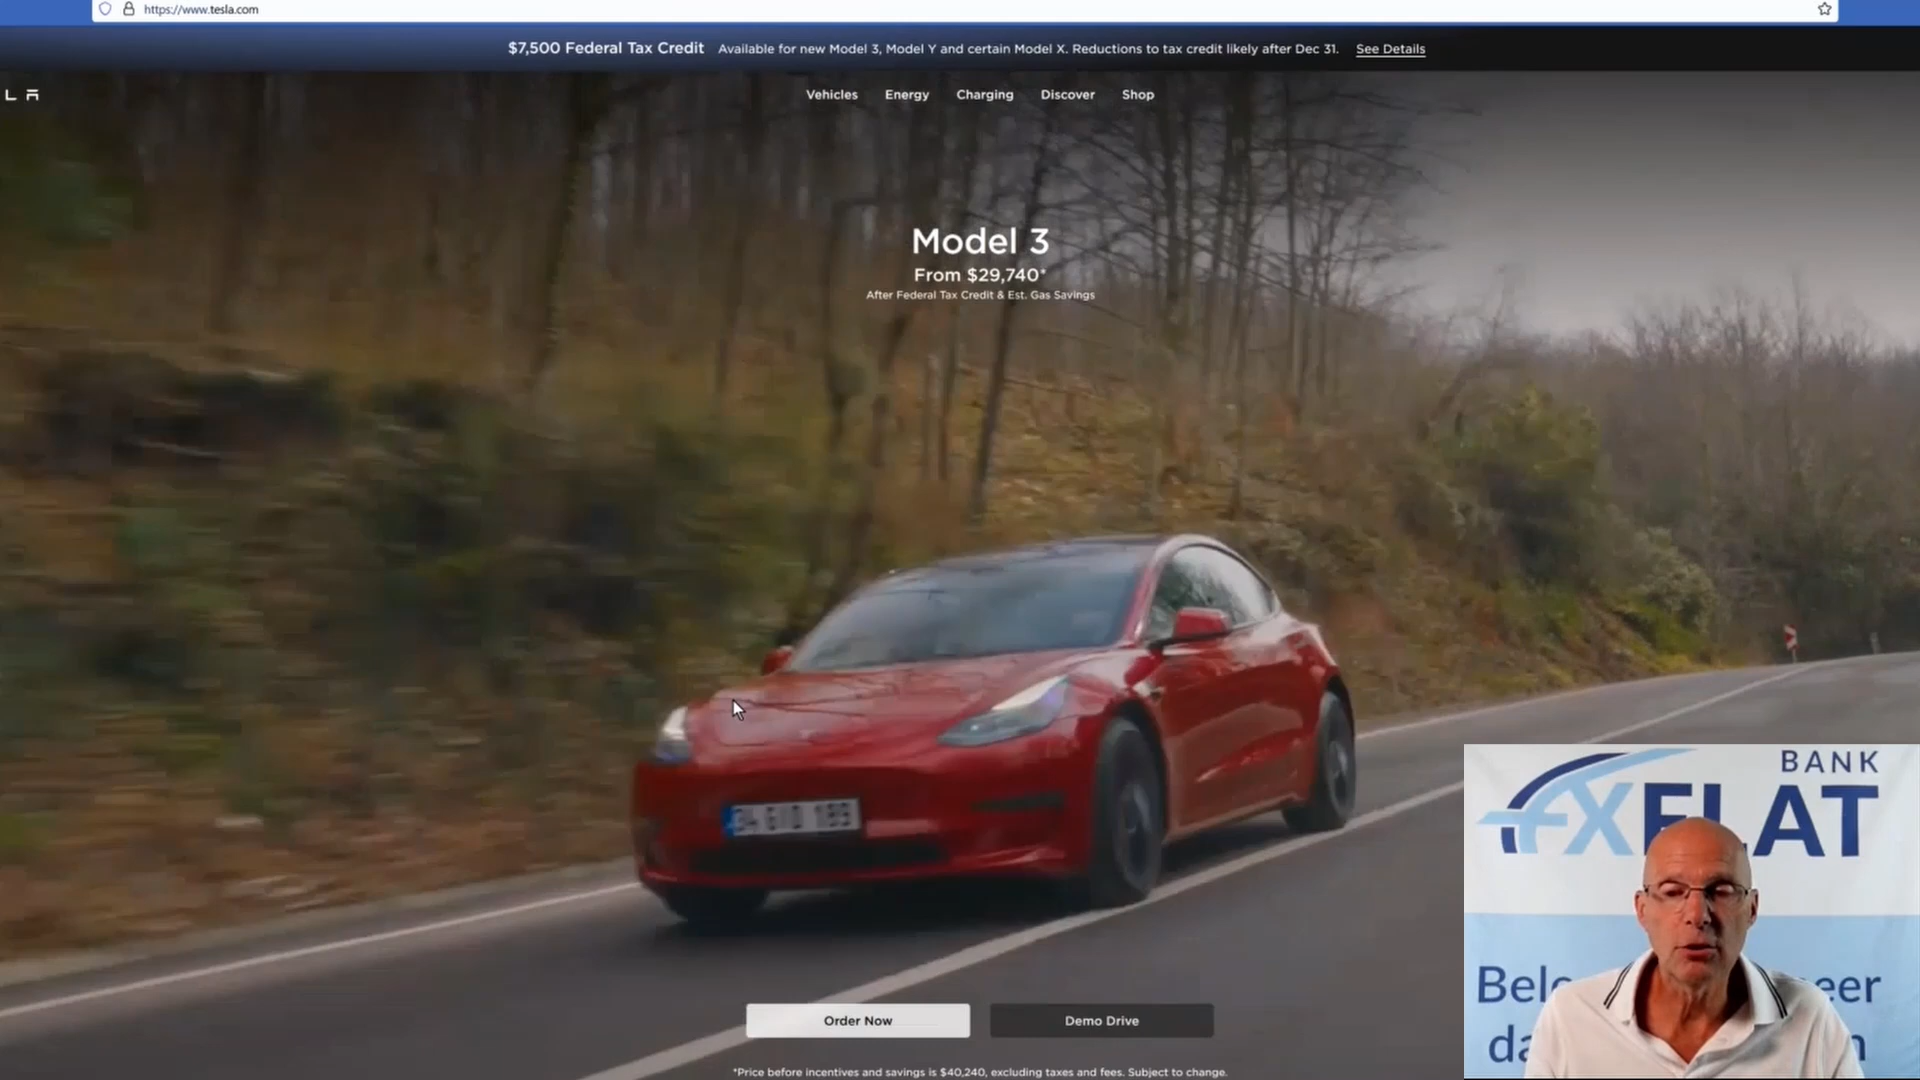 https://www.tesla.com
$7,500 Federal Tax Credit Available for new Model 3, Model Y and certain Model X. Reductions to tax credit likely after Dec 31. See Details
L A
Vehicles Energy Charging Discover Shop
Model 3
From $29,740*
After Federal Tax Credit & Est. Gas Savings
BANK
FXFLAT
Order Now Demo Drive
*Price before incentives and savings is $40,240, excluding taxes and fees. Subject to change.